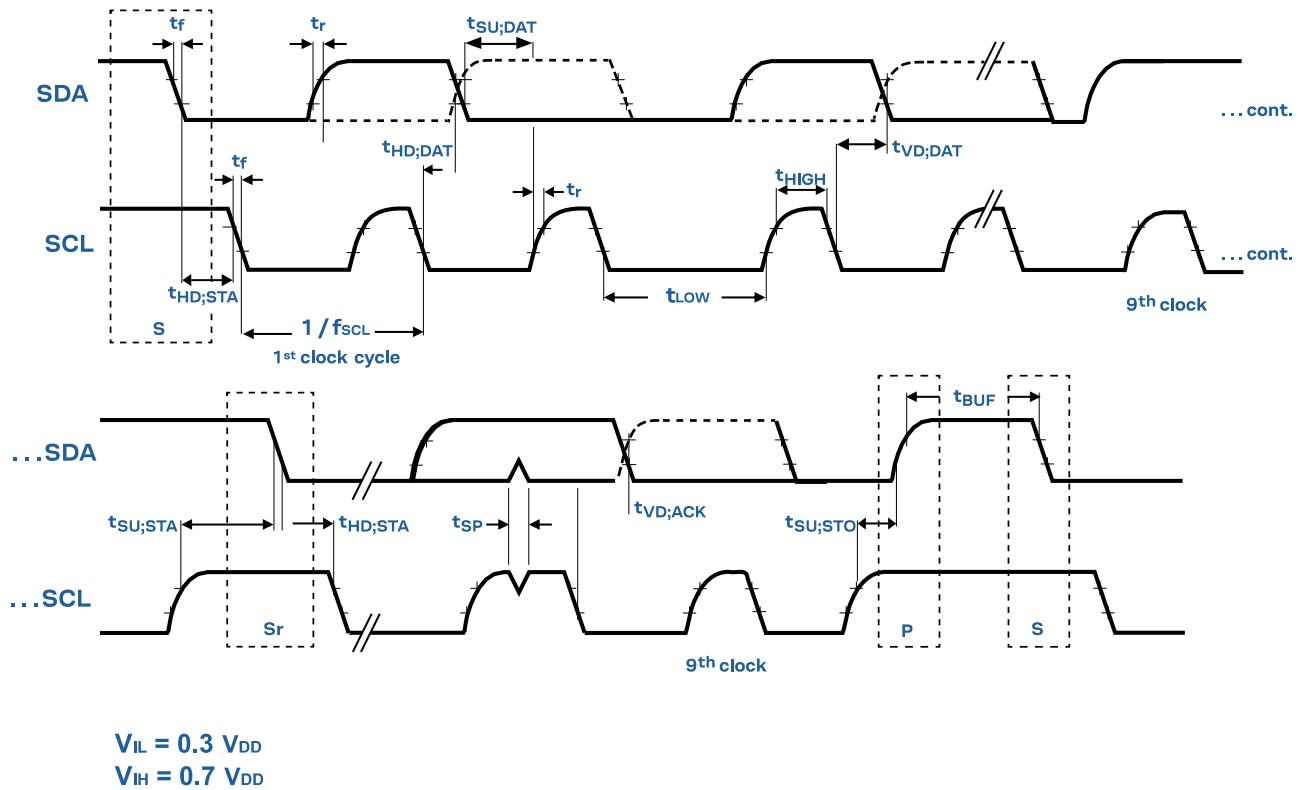 tf
tr
tSU;DAT
SDA
...cont.
tHD;DAT
tVD;DAT
tf
tr
tHIGH
SCL
...cont.
tHD;STA
tLOW
S
1 / fSCL
1st clock cycle
9th clock
tBUF
...SDA
tSU;STA
tHD;STA
tSP
tVD;ACK
tSU;STO
...SCL
Sr
P
S
9th clock
VIL = 0.3 VDD
VIH = 0.7 VDD